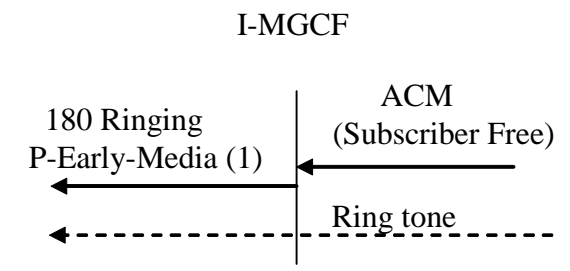 I-MGCF
ACM
180 Ringing
(Subscriber Free)
P-Early-Media (1)
Ring tone